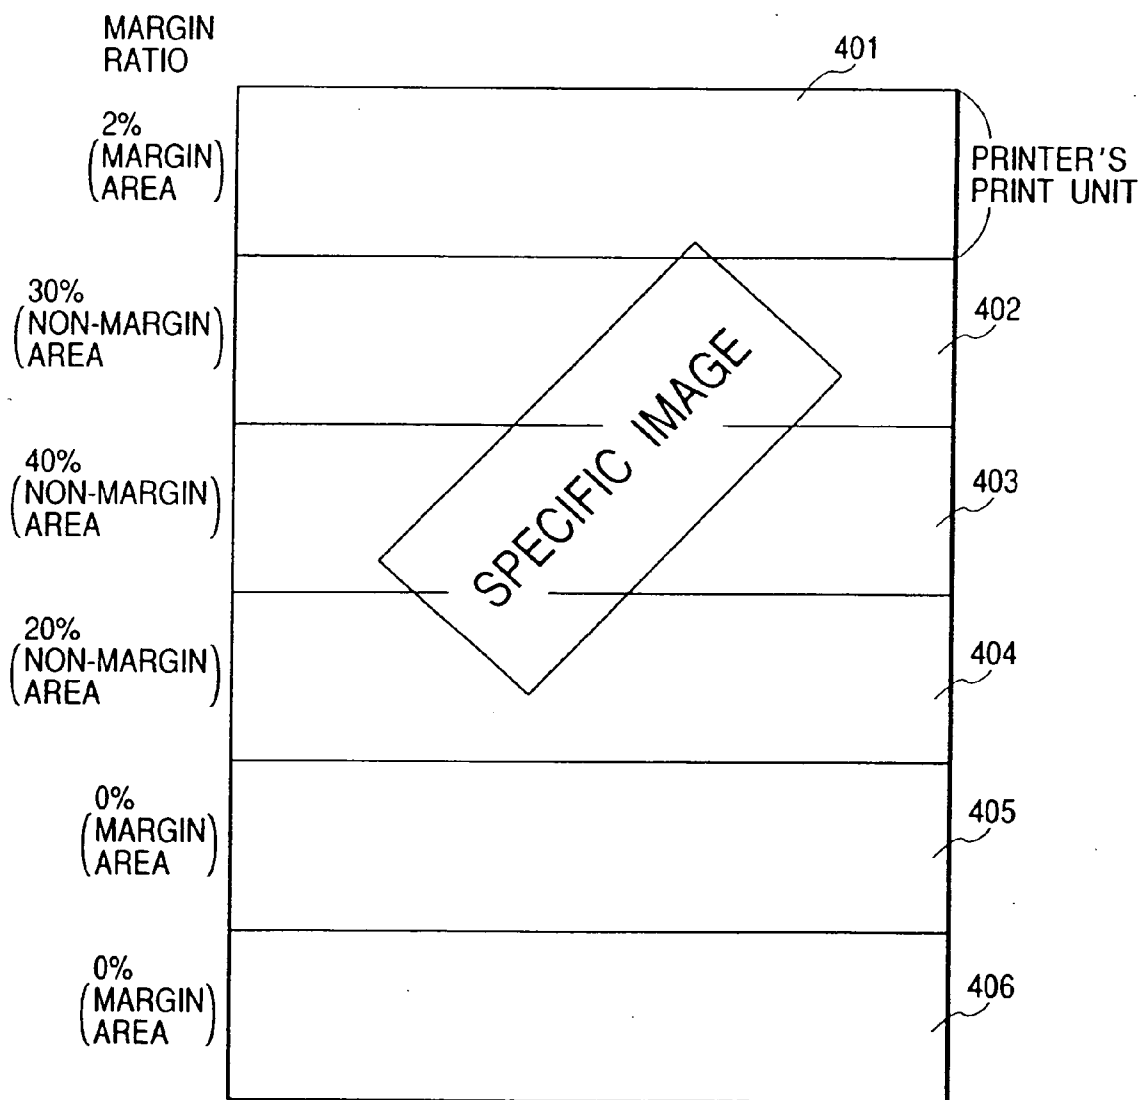 MARGIN
RATIO
401
2%
(MARGIN
AREA)
PRINTER'S
PRINT UNIT
30%
(NON-MARGIN
AREA)
402
SPECIFIC IMAGE
40%
(NON-MARGIN
AREA)
403
20%
(NON-MARGIN
AREA)
404
0%
(MARGIN
AREA)
405
0%
(MARGIN
AREA)
406